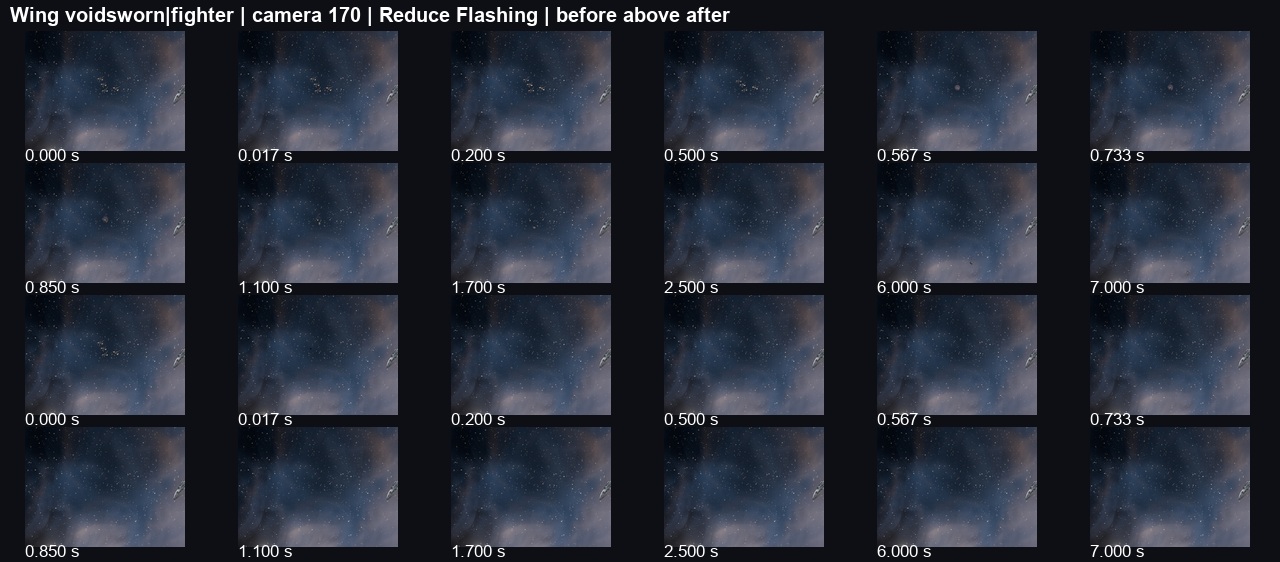 Wing voidsworn|fighter | camera 170 | Reduce Flashing | before above after
0.000 s 0.017 s 0.200 s 0.500 s 0.567 s 0.733 s
0.850 s 1.100 s 1.700 s 2.500 s 6.000 s 7.000 s
0.000 s 0.017 s 0.200 s 0.500 s 0.567 s 0.733 s
0.850 s 1.100 s 1.700 s 2.500 s 6.000 s 7.000 s